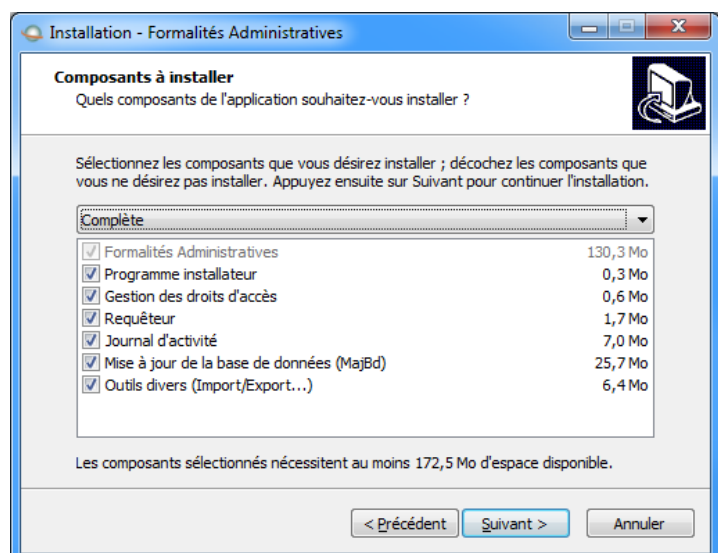 Installation - Formalités Administratives
Composants à installer
Quels composants de l'application souhaitez-vous installer ?
Sélectionnez les composants que vous désirez installer ; décochez les composants que
vous ne désirez pas installer. Appuyez ensuite sur Suivant pour continuer l'installation.
Complète
Formalités Administratives 130,3 Mo
Programme installateur 0,3 Mo
Gestion des droits d'accès 0,6 Mo
Requêteur 1,7 Mo
Journal d'activité 7,0 Mo
Mise à jour de la base de données (MajBd) 25,7 Mo
Outils divers (Import/Export...) 6,4 Mo
Les composants sélectionnés nécessitent au moins 172,5 Mo d'espace disponible.
< Précédent Suivant > Annuler